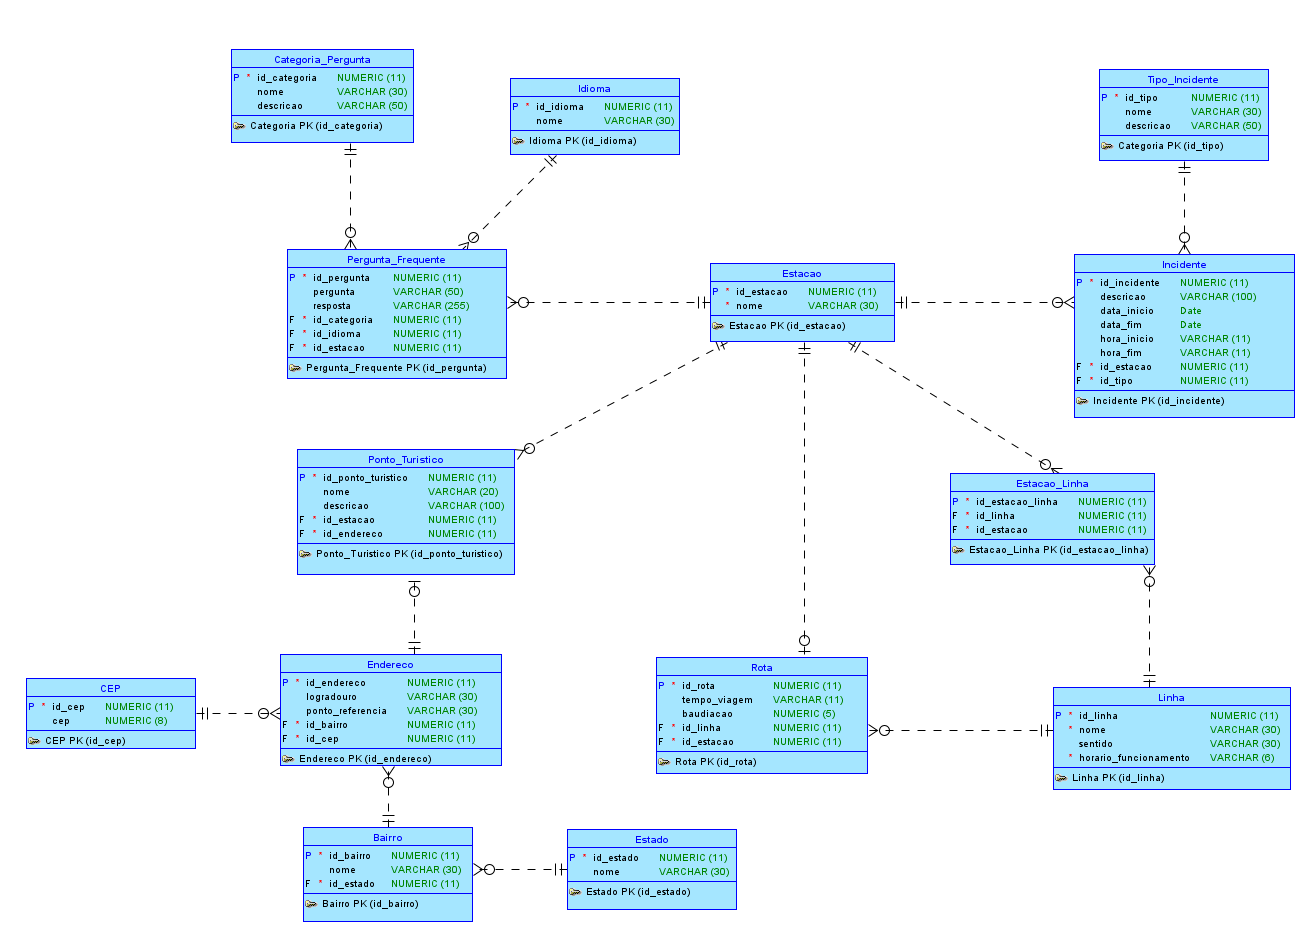 Categoria_Pergunta
P * id_categoria NUMERIC (11)
nome VARCHAR (30)
descricao VARCHAR (50)
Categoria PK (id_categoria)
Idioma
P * id_idioma NUMERIC (11)
nome VARCHAR (30)
Idioma PK (id_idioma)
Tipo_Incidente
P * id_tipo NUMERIC (11)
nome VARCHAR (30)
descricao VARCHAR (50)
Categoria PK (id_tipo)
Pergunta_Frequente
P * id_pergunta NUMERIC (11)
pergunta VARCHAR (50)
resposta VARCHAR (255)
F * id_categoria NUMERIC (11)
F * id_idioma NUMERIC (11)
F * id_estacao NUMERIC (11)
Pergunta_Frequente PK (id_pergunta)
Estacao
P * id_estacao NUMERIC (11)
* nome VARCHAR (30)
Estacao PK (id_estacao)
Incidente
P * id_incidente NUMERIC (11)
descricao VARCHAR (100)
data_inicio Date
data_fim Date
hora_inicio VARCHAR (11)
hora_fim VARCHAR (11)
F * id_estacao NUMERIC (11)
F * id_tipo NUMERIC (11)
Incidente PK (id_incidente)
Ponto_Turistico
P * id_ponto_turistico NUMERIC (11)
nome VARCHAR (20)
descricao VARCHAR (100)
F * id_estacao NUMERIC (11)
F * id_endereco NUMERIC (11)
Ponto_Turistico PK (id_ponto_turistico)
Estacao_Linha
P * id_estacao_linha NUMERIC (11)
F * id_linha NUMERIC (11)
F * id_estacao NUMERIC (11)
Estacao_Linha PK (id_estacao_linha)
CEP
P * id_cep NUMERIC (11)
cep NUMERIC (8)
CEP PK (id_cep)
Endereco
P * id_endereco NUMERIC (11)
logradouro VARCHAR (30)
ponto_referencia VARCHAR (30)
F * id_bairro NUMERIC (11)
F * id_cep NUMERIC (11)
Endereco PK (id_endereco)
Rota
P * id_rota NUMERIC (11)
tempo_viagem VARCHAR (11)
baudiacao NUMERIC (5)
F * id_linha NUMERIC (11)
F * id_estacao NUMERIC (11)
Rota PK (id_rota)
Linha
P * id_linha NUMERIC (11)
* nome VARCHAR (30)
sentido VARCHAR (30)
* horario_funcionamento VARCHAR (6)
Linha PK (id_linha)
Bairro
P * id_bairro NUMERIC (11)
nome VARCHAR (30)
F * id_estado NUMERIC (11)
Bairro PK (id_bairro)
Estado
P * id_estado NUMERIC (11)
nome VARCHAR (30)
Estado PK (id_estado)